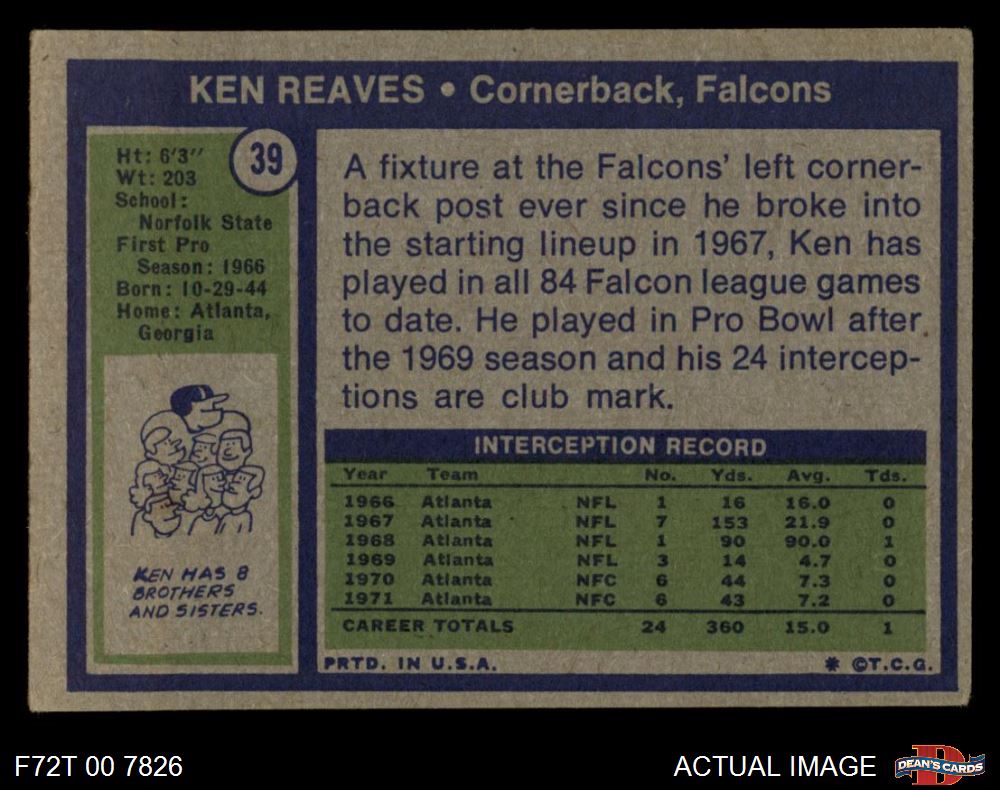 KEN REAVES • Cornerback, Falcons
39
Ht: 6'3''
Wt: 203
School:
Norfolk State
First Pro
Season: 1966
Born: 10-29-44
Home: Atlanta,
Georgia
KEN HAS 8
BROTHERS
AND SISTERS.
A fixture at the Falcons' left corner-
back post ever since he broke into
the starting lineup in 1967, Ken has
played in all 84 Falcon league games
to date. He played in Pro Bowl after
the 1969 season and his 24 intercep-
tions are club mark.
INTERCEPTION RECORD
Year Team No. Yds. Avg. Tds.
1966 Atlanta NFL 1 16 16.0 0
1967 Atlanta NFL 7 153 21.9 0
1968 Atlanta NFL 1 90 90.0 1
1969 Atlanta NFL 3 14 4.7 0
1970 Atlanta NFC 6 44 7.3 0
1971 Atlanta NFC 6 43 7.2 0
CAREER TOTALS 24 360 15.0 1
PRTD. IN U.S.A. * ©T.C.G.
F72T 00 7826 ACTUAL IMAGE D DEAN'S CARDS